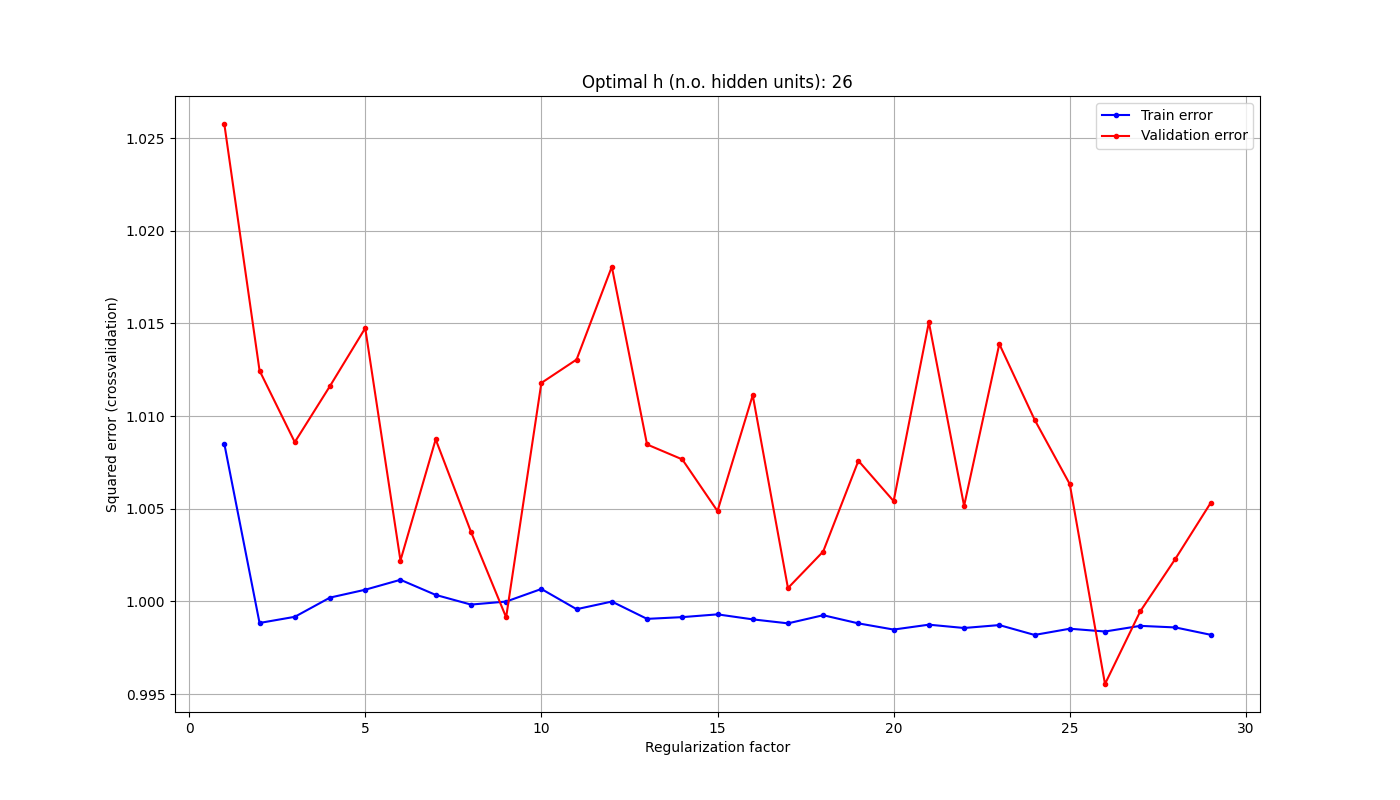 Optimal h (n.o. hidden units): 26
Train error
Validation error
1.025
1.020
1.015
1.010
1.005
1.000
0.995
Squared error (crossvalidation)
0 5 10 15 20 25 30
Regularization factor